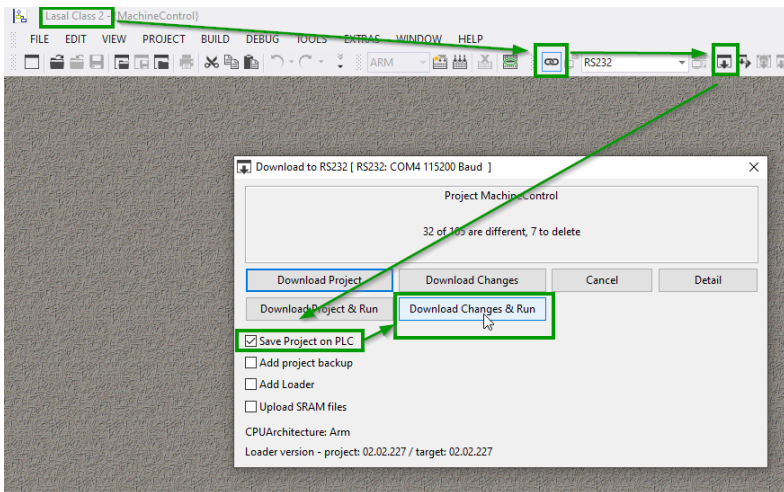 Lasal Class 2 - {MachineControl}
FILE EDIT VIEW PROJECT BUILD DEBUG TOOLS EXTRAS WINDOW HELP
ARM RS232
Download to RS232 [ RS232: COM4 115200 Baud ]
Project MachineControl
32 of 105 are different, 7 to delete
Download Project Download Changes Cancel Detail
Download Project & Run Download Changes & Run
Save Project on PLC
Add project backup
Add Loader
Upload SRAM files
CPUArchitecture: Arm
Loader version - project: 02.02.227 / target: 02.02.227